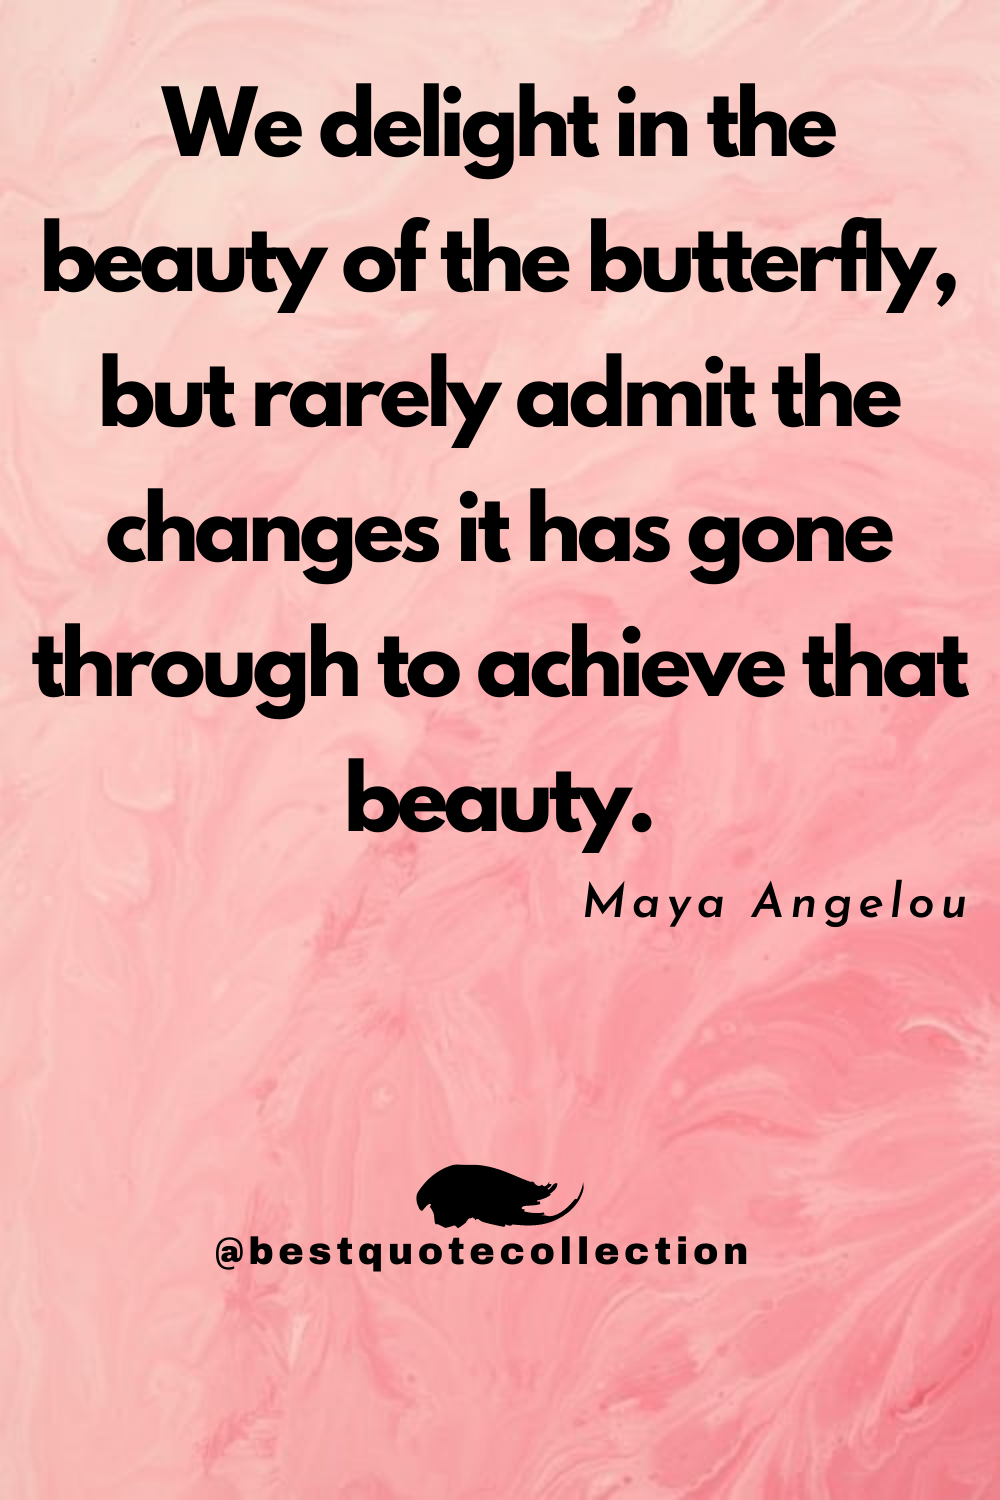 We delight in the
beauty of the butterfly,
but rarely admit the
changes it has gone
through to achieve that
beauty.
Maya Angelou
@bestquotecollection